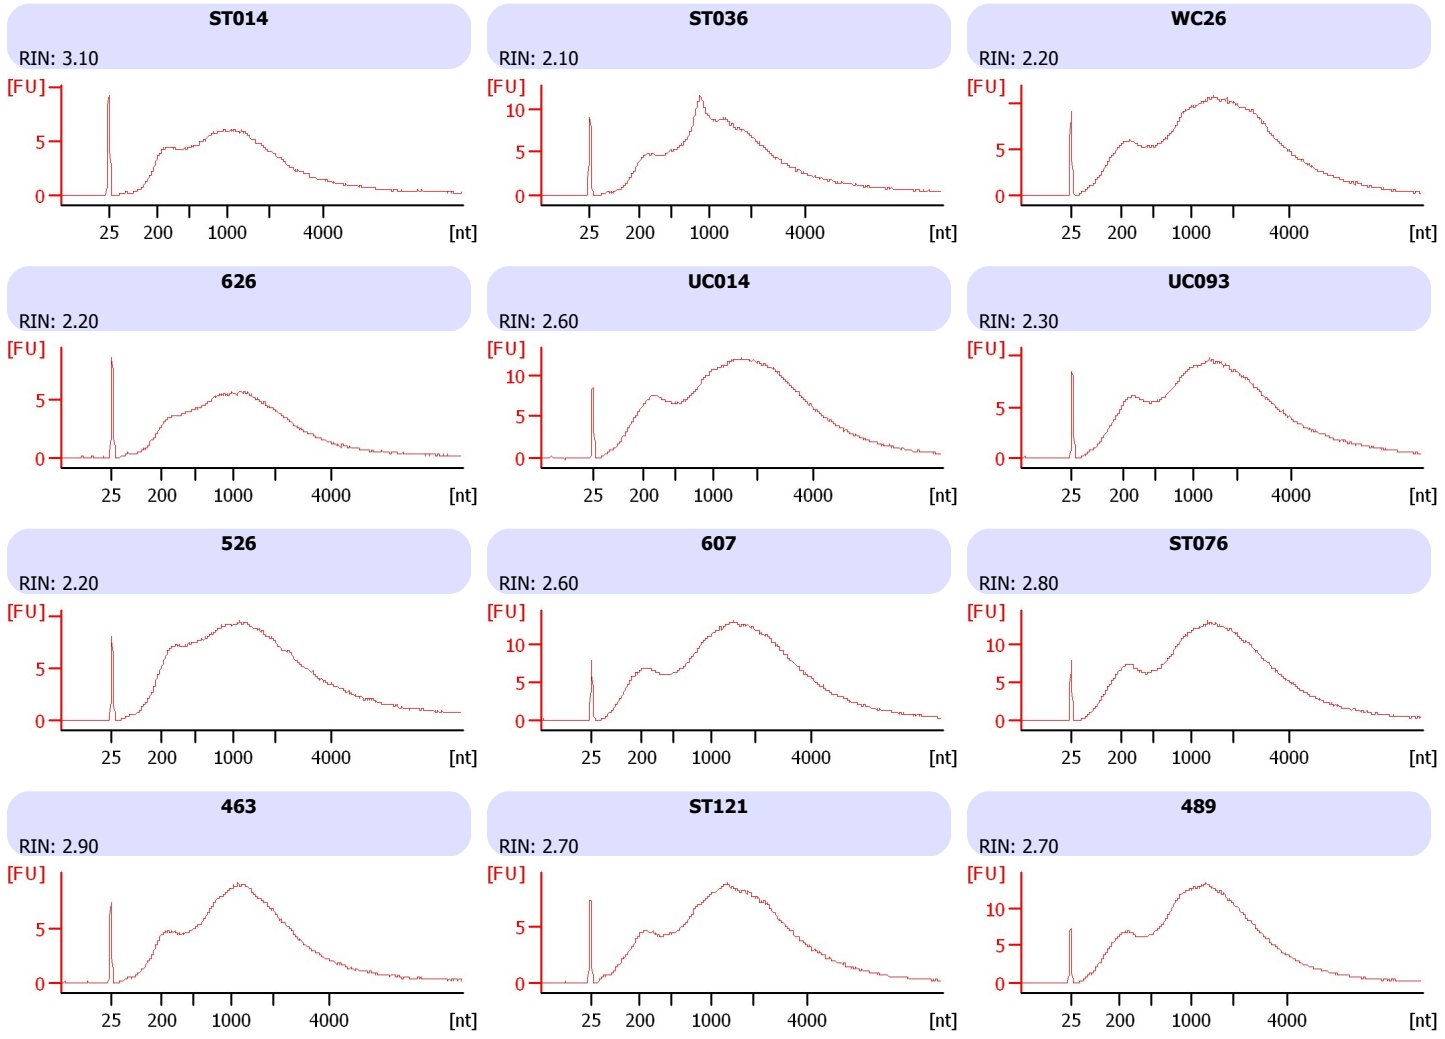 ST014 ST036 WC26
RIN: 3.10 RIN: 2.10 RIN: 2.20
[FU] [FU] [FU]
10
5 5 5
0 0 0
25 200 1000 4000 [nt] 25 200 1000 4000 [nt] 25 200 1000 4000 [nt]
626 UC014 UC093
RIN: 2.20 RIN: 2.60 RIN: 2.30
[FU] [FU] [FU]
10
5 5 5
0 0 0
25 200 1000 4000 [nt] 25 200 1000 4000 [nt] 25 200 1000 4000 [nt]
526 607 ST076
RIN: 2.20 RIN: 2.60 RIN: 2.80
[FU] [FU] [FU]
10 10
5 5 5
0 0 0
25 200 1000 4000 [nt] 25 200 1000 4000 [nt] 25 200 1000 4000 [nt]
463 ST121 489
RIN: 2.90 RIN: 2.70 RIN: 2.70
[FU] [FU] [FU]
10
5 5 5
0 0 0
25 200 1000 4000 [nt] 25 200 1000 4000 [nt] 25 200 1000 4000 [nt]